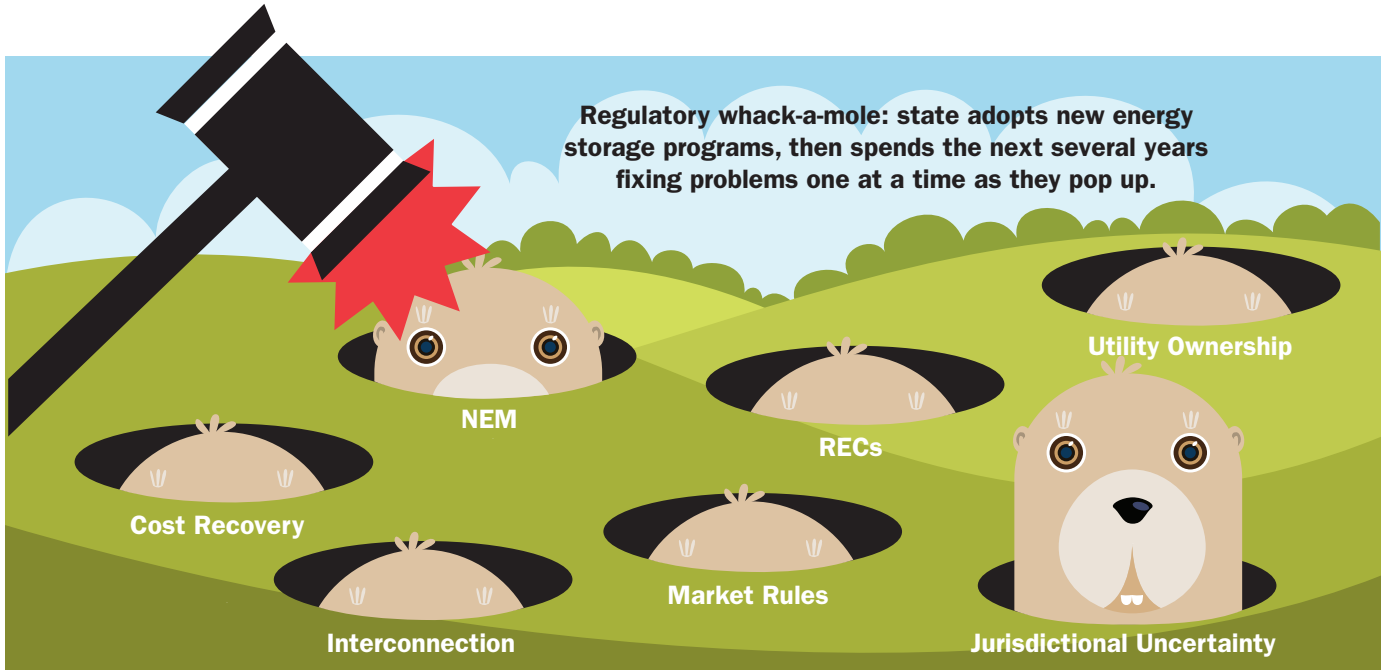 Regulatory whack-a-mole: state adopts new energy
storage programs, then spends the next several years
fixing problems one at a time as they pop up.
Utility Ownership
NEM
RECs
Cost Recovery
Market Rules
Interconnection
Jurisdictional Uncertainty